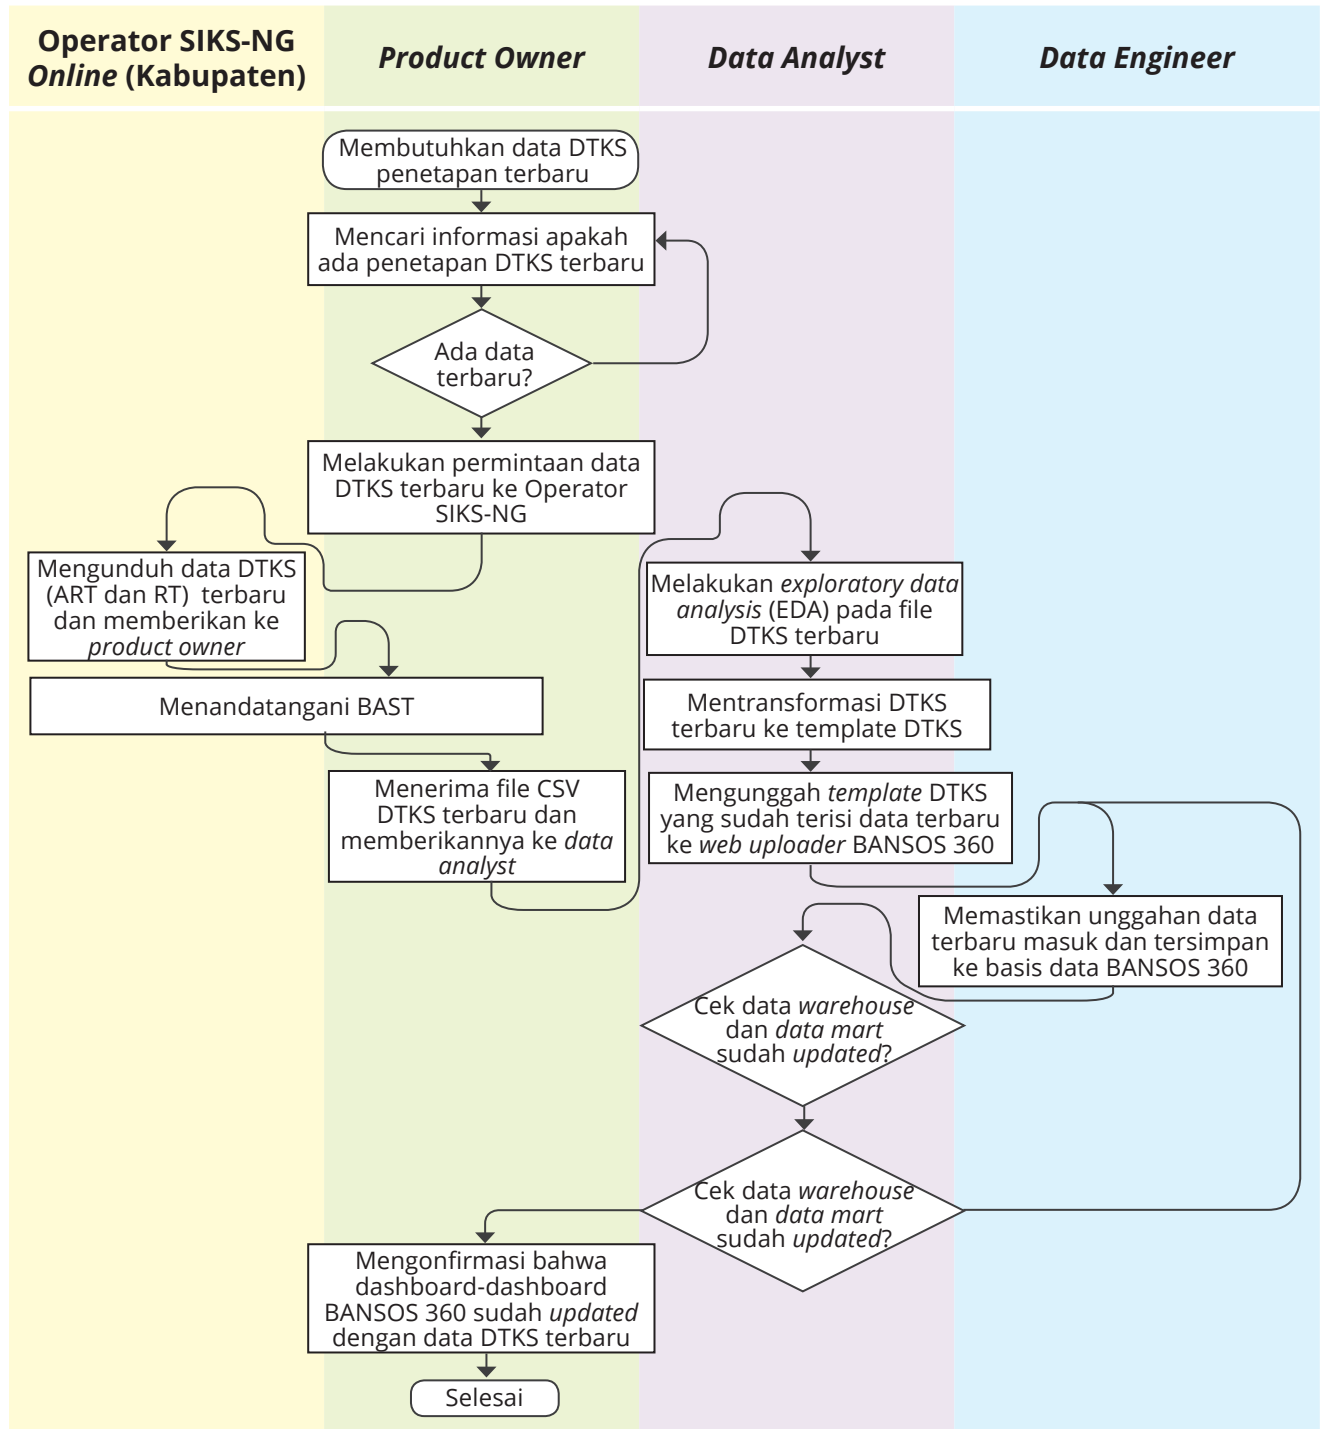 Operator SIKS-NG
Online (Kabupaten)
Product Owner
Data Analyst
Data Engineer
Membutuhkan data DTKS
penetapan terbaru
Mencari informasi apakah
ada penetapan DTKS terbaru
Ada data
terbaru?
Melakukan permintaan data
DTKS terbaru ke Operator
SIKS-NG
Mengunduh data DTKS
(ART dan RT) terbaru
dan memberikan ke
product owner
Menandatangani BAST
Menerima file CSV
DTKS terbaru dan
memberikannya ke data
analyst
Melakukan exploratory data
analysis (EDA) pada file
DTKS terbaru
Mentransformasi DTKS
terbaru ke template DTKS
Mengunggah template DTKS
yang sudah terisi data terbaru
ke web uploader BANSOS 360
Memastikan unggahan data
terbaru masuk dan tersimpan
ke basis data BANSOS 360
Cek data warehouse
dan data mart
sudah updated?
Cek data warehouse
dan data mart
sudah updated?
Mengonfirmasi bahwa
dashboard-dashboard
BANSOS 360 sudah updated
dengan data DTKS terbaru
Selesai